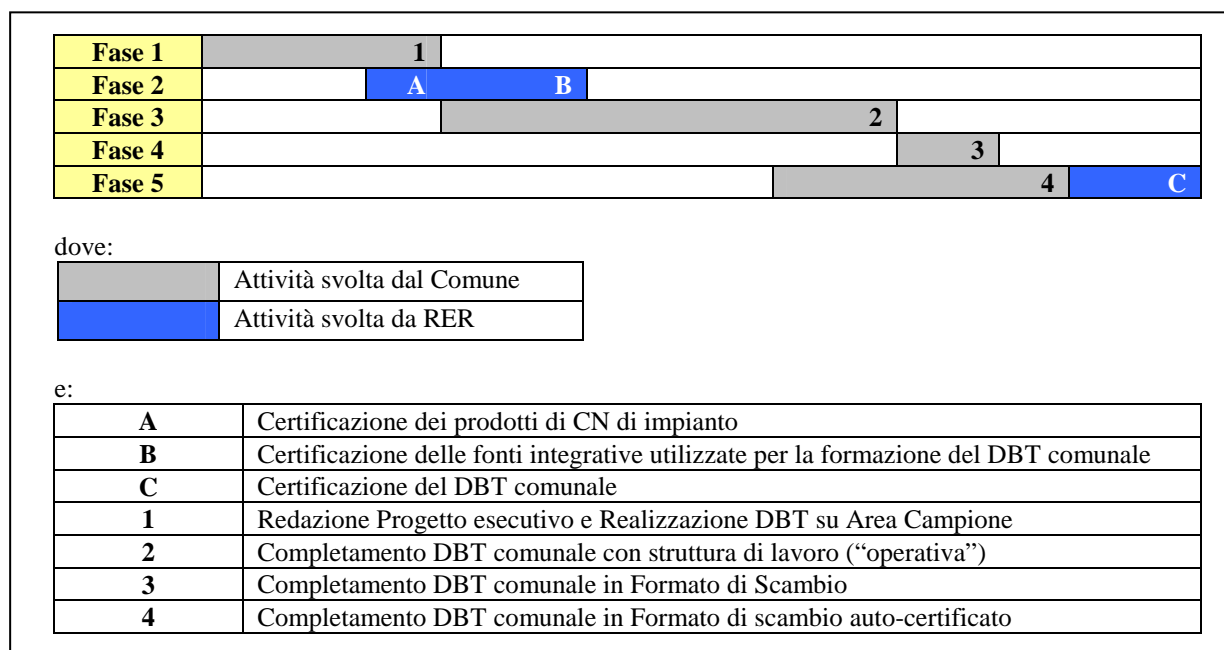 Fase 1 1
Fase 2 A B
Fase 3 2
Fase 4 3
Fase 5 4 C
dove:
Attività svolta dal Comune
Attività svolta da RER
e:
A Certificazione dei prodotti di CN di impianto
B Certificazione delle fonti integrative utilizzate per la formazione del DBT comunale
C Certificazione del DBT comunale
1 Redazione Progetto esecutivo e Realizzazione DBT su Area Campione
2 Completamento DBT comunale con struttura di lavoro (“operativa”)
3 Completamento DBT comunale in Formato di Scambio
4 Completamento DBT comunale in Formato di scambio auto-certificato